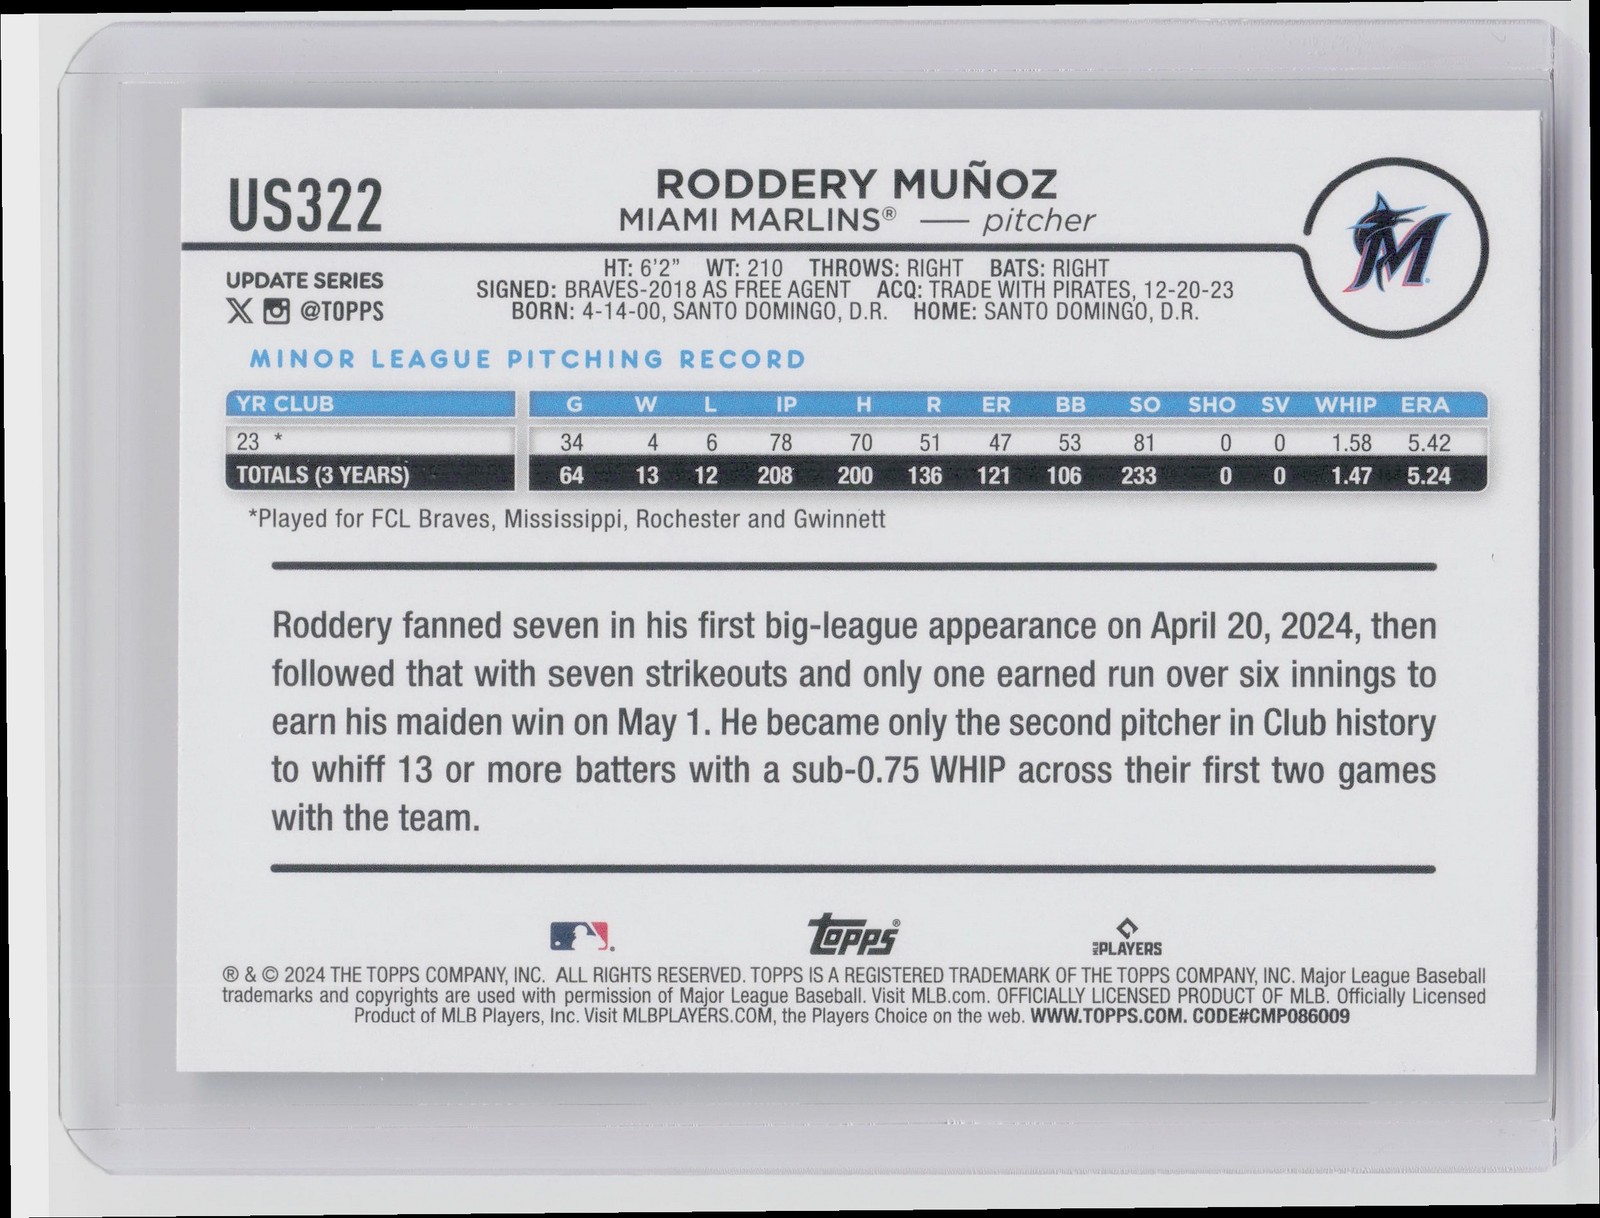 US322
RODDERY MUÑOZ
MIAMI MARLINS® — pitcher
UPDATE SERIES
@TOPPS
HT: 6'2" WT: 210 THROWS: RIGHT BATS: RIGHT
SIGNED: BRAVES-2018 AS FREE AGENT ACQ: TRADE WITH PIRATES, 12-20-23
BORN: 4-14-00, SANTO DOMINGO, D.R. HOME: SANTO DOMINGO, D.R.
M
MINOR LEAGUE PITCHING RECORD
YR CLUB G W L IP H R ER BB SO SHO SV WHIP ERA
23 * 34 4 6 78 70 51 47 53 81 0 0 1.58 5.42
TOTALS (3 YEARS) 64 13 12 208 200 136 121 106 233 0 0 1.47 5.24
*Played for FCL Braves, Mississippi, Rochester and Gwinnett
Roddery fanned seven in his first big-league appearance on April 20, 2024, then
followed that with seven strikeouts and only one earned run over six innings to
earn his maiden win on May 1. He became only the second pitcher in Club history
to whiff 13 or more batters with a sub-0.75 WHIP across their first two games
with the team.
Topps®
MLB PLAYERS
® & © 2024 THE TOPPS COMPANY, INC. ALL RIGHTS RESERVED. TOPPS IS A REGISTERED TRADEMARK OF THE TOPPS COMPANY, INC. Major League Baseball
trademarks and copyrights are used with permission of Major League Baseball. Visit MLB.com. OFFICIALLY LICENSED PRODUCT OF MLB. Officially Licensed
Product of MLB Players, Inc. Visit MLBPLAYERS.COM, the Players Choice on the web. WWW.TOPPS.COM. CODE#CMP086009